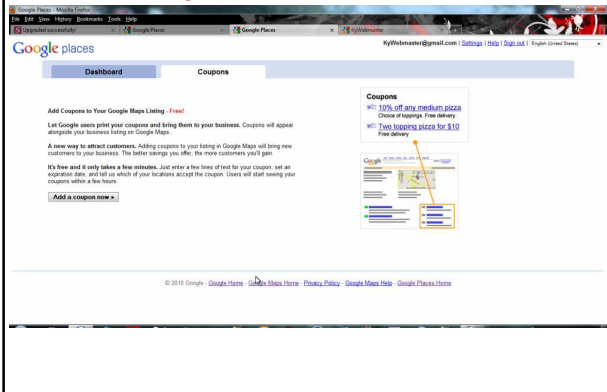 Google Places - Mozilla Firefox
File Edit View History Bookmarks Tools Help
Upgraded successfully! Google Places Google Places KyWebmaster
KyWebmaster@gmail.com | Settings | Help | Sign out | English (United States)
Google places
Dashboard Coupons
Add Coupons to Your Google Maps Listing - Free!
Let Google users print your coupons and bring them to your business. Coupons will appear
alongside your business listing on Google Maps.
A new way to attract customers. Adding coupons to your listing in Google Maps will bring new
customers to your business. The better savings you offer, the more customers you'll gain.
It's free and it only takes a few minutes. Just enter a few lines of text for your coupon, set an
expiration date, and tell us which of your locations accept the coupon. Users will start seeing your
coupons within a few hours.
Add a coupon now »
Coupons
10% off any medium pizza
Choice of toppings. Free delivery.
Two topping pizza for $10
Free delivery
Google
© 2010 Google - Google Home - Google Maps Home - Privacy Policy - Google Maps Help - Google Places Home